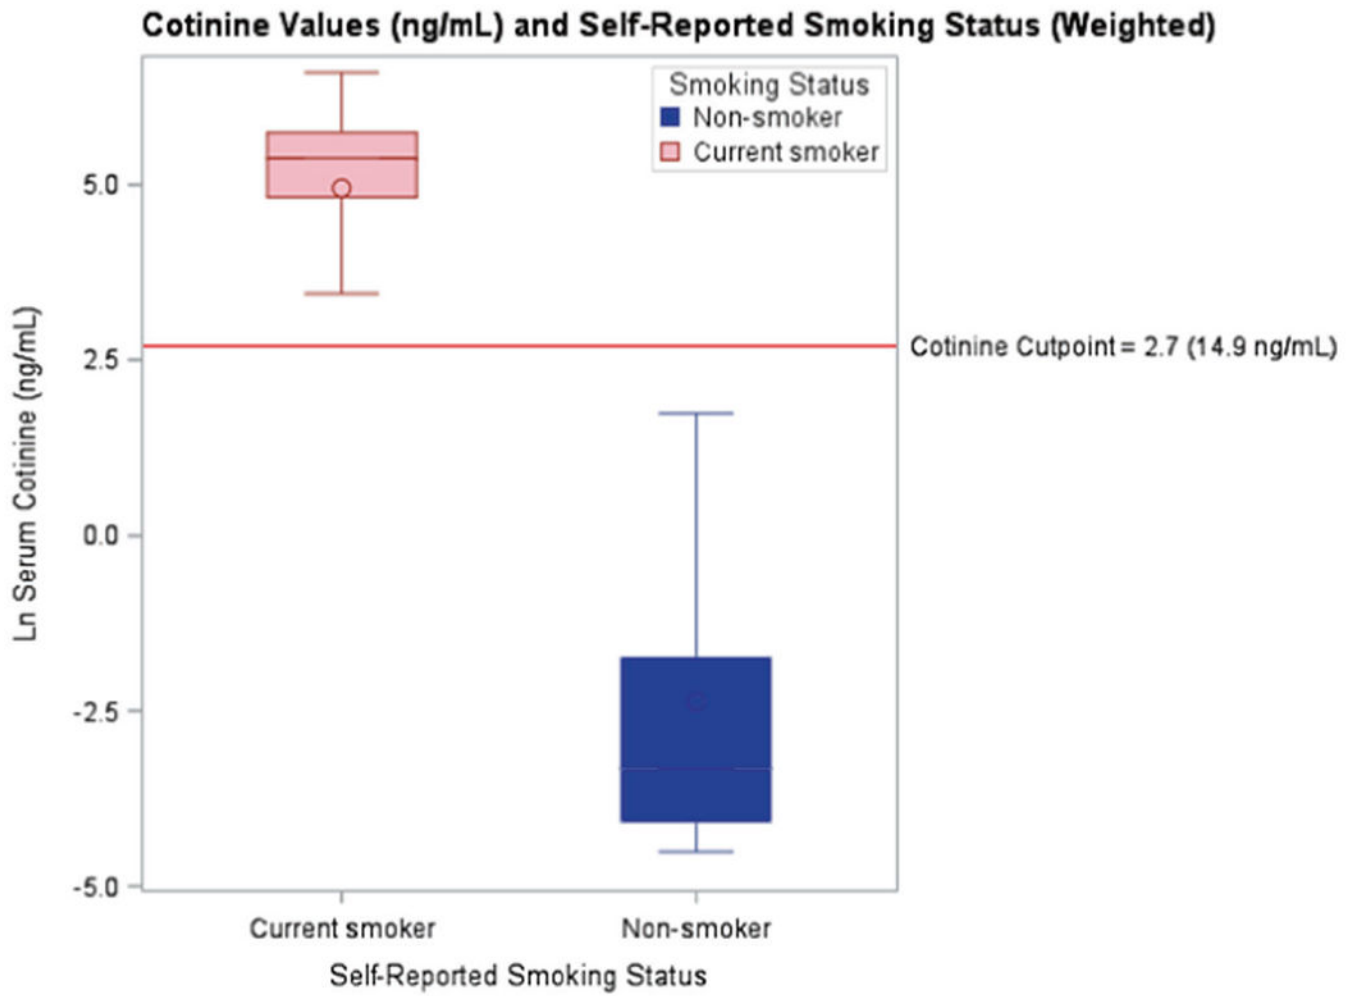 Cotinine Values (ng/mL) and Self-Reported Smoking Status (Weighted)
Smoking Status
Non-smoker
Current smoker
5.0
2.5
0.0
-2.5
-5.0
Ln Serum Cotinine (ng/mL)
Cotinine Cutpoint = 2.7 (14.9 ng/mL)
Current smoker
Non-smoker
Self-Reported Smoking Status